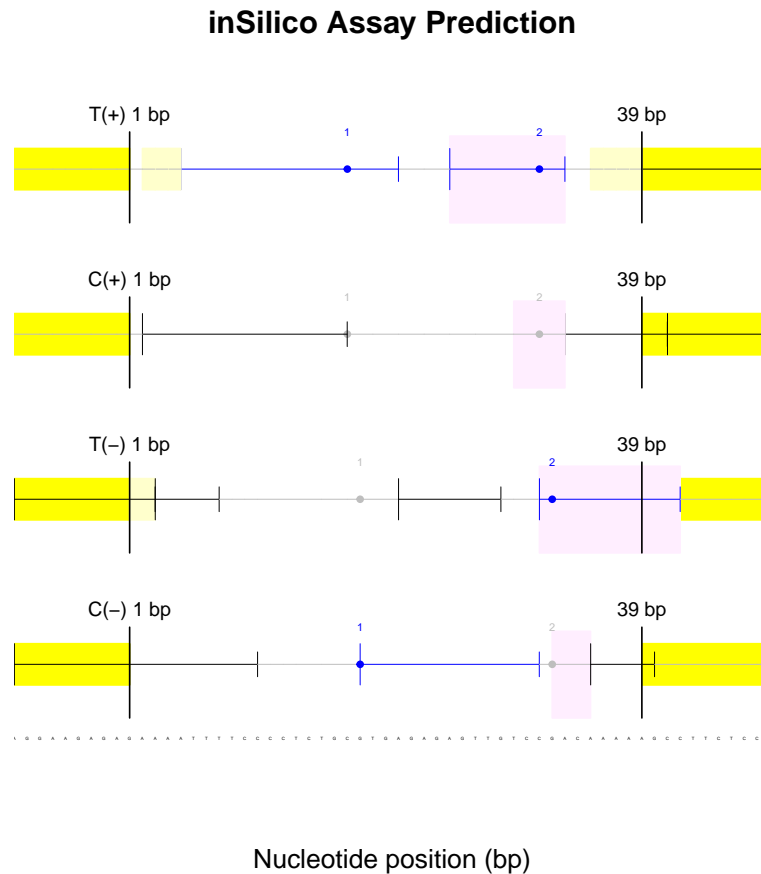 inSilico Assay Prediction
T(+) 1 bp
39 bp
1
2
C(+) 1 bp
39 bp
1
2
T(−) 1 bp
39 bp
1
2
C(−) 1 bp
39 bp
1
2
G G A A G A G A G A A A A T T T T C C C C T C T G C G T G A G A G A G T T G T C C G A C A A A A A G C C T T C T C C
Nucleotide position (bp)